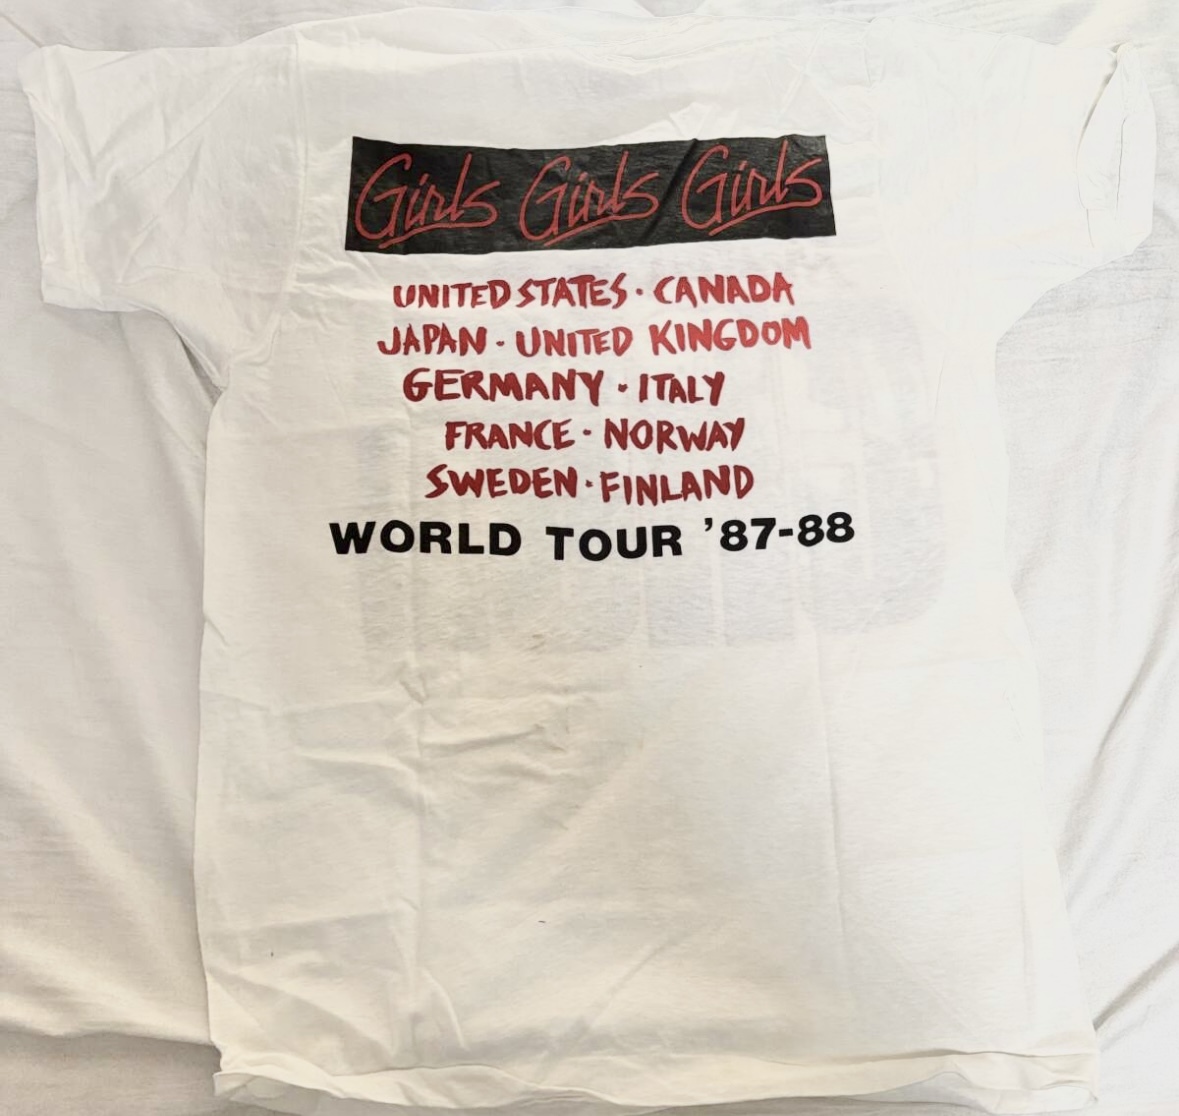 Girls Girls Girls
UNITED STATES · CANADA
JAPAN · UNITED KINGDOM
GERMANY · ITALY
FRANCE · NORWAY
SWEDEN · FINLAND
WORLD TOUR '87-88